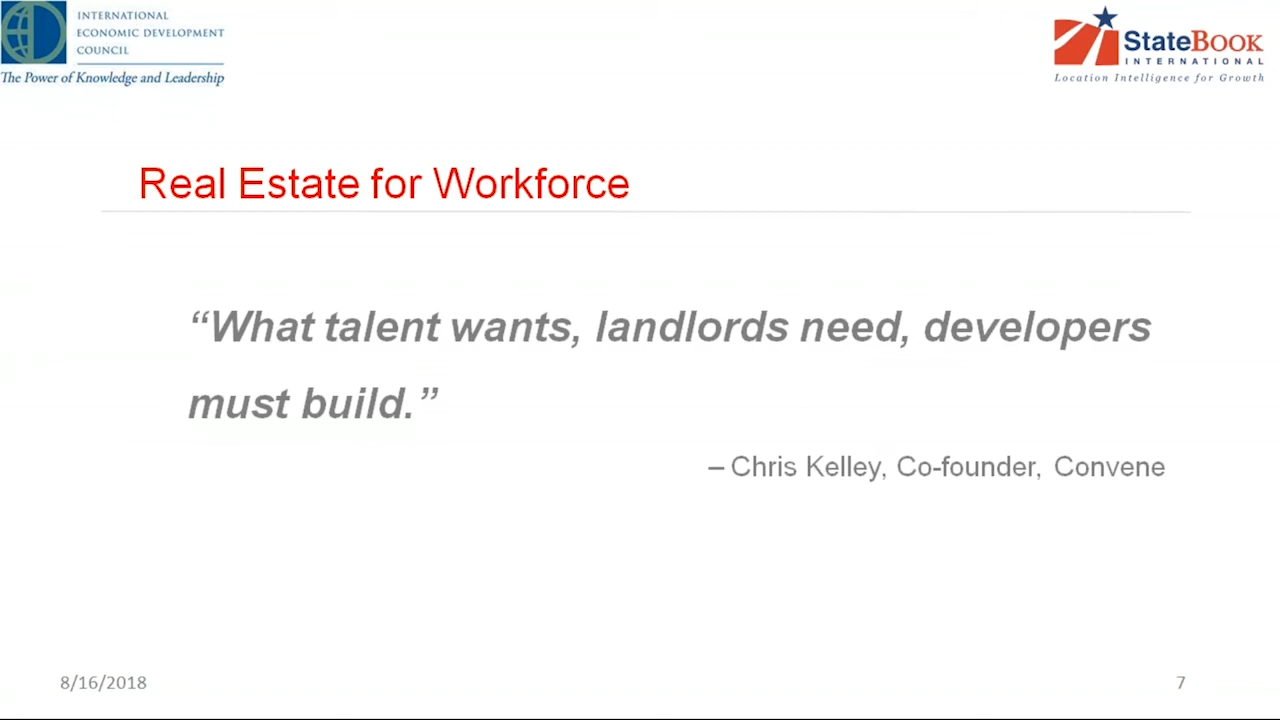 INTERNATIONAL
ECONOMIC DEVELOPMENT
COUNCIL
The Power of Knowledge and Leadership
StateBook
INTERNATIONAL
Location Intelligence for Growth
Real Estate for Workforce
“What talent wants, landlords need, developers
must build.”
– Chris Kelley, Co-founder, Convene
8/16/2018
7